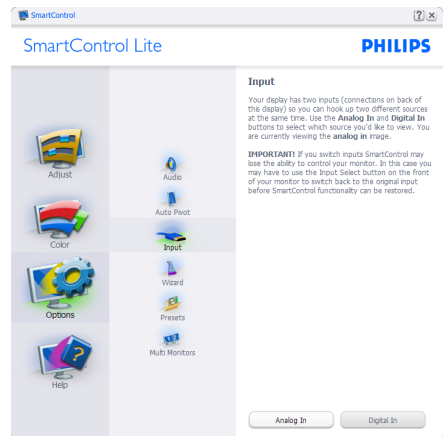 SmartControl
SmartControl Lite
PHILIPS
Adjust
Color
Options
Help
Audio
Auto Pivot
Input
Wizard
Presets
Multi Monitors
Input
Your display has two inputs (connections on back of
this display) so you can hook up two different sources
at the same time. Use the Analog In and Digital In
buttons to select which source you'd like to view. You
are currently viewing the analog in image.
IMPORTANT! If you switch inputs SmartControl may
lose the ability to control your monitor. In this case you
may have to use the Input Select button on the front
of your monitor to switch back to the original input
before SmartControl functionality can be restored.
Analog In
Digital In